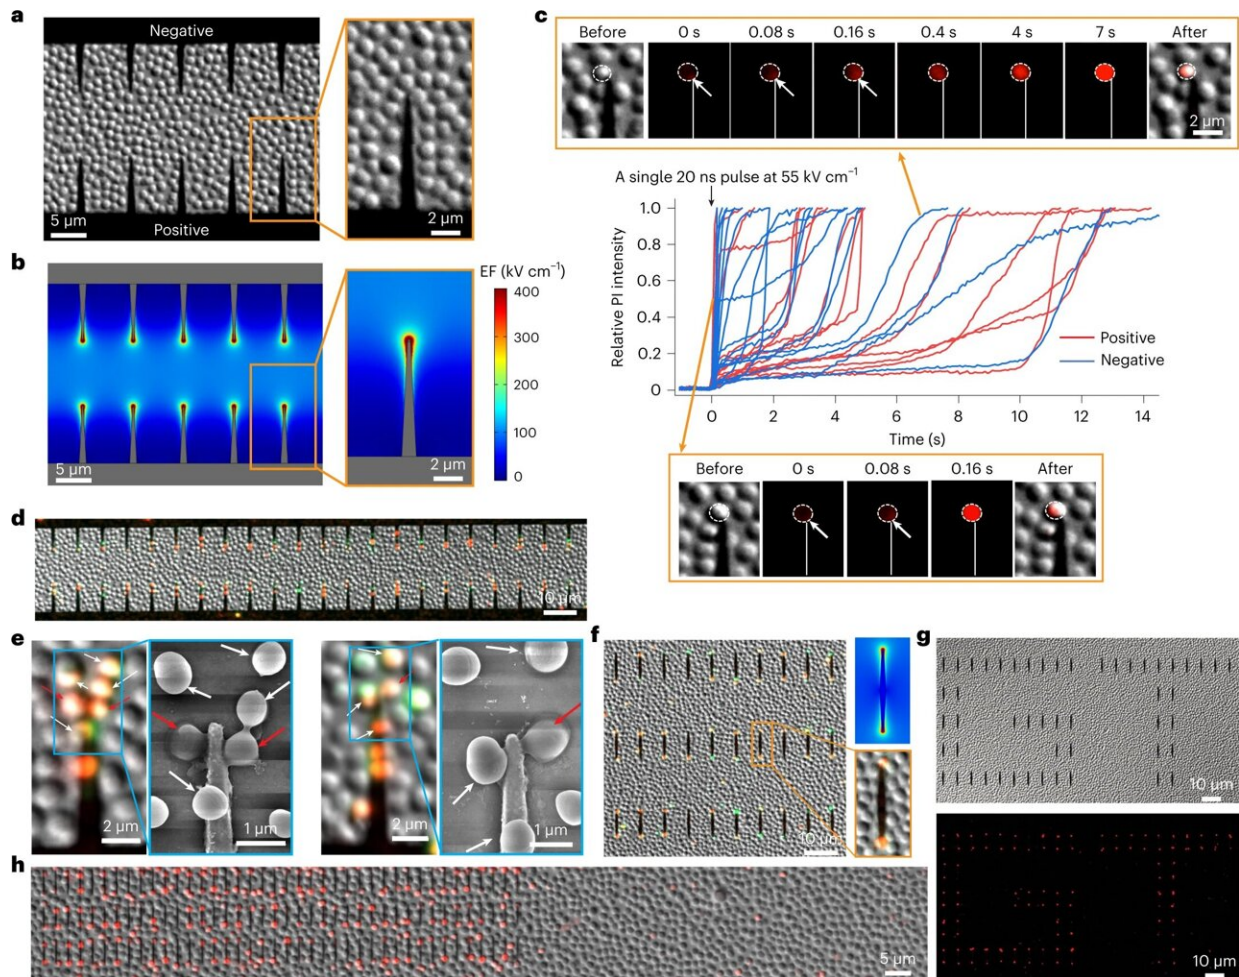 a
Negative
5 µm
Positive
2 µm
b
5 µm
2 µm
EF (kV cm⁻¹)
400
300
200
100
0
c
Before
0 s
0.08 s
0.16 s
0.4 s
4 s
7 s
After
2 µm
A single 20 ns pulse at 55 kV cm⁻¹
Relative PI intensity
1.0
0.8
0.6
0.4
0.2
0
0
2
4
6
8
10
12
14
Time (s)
Positive
Negative
Before
0 s
0.08 s
0.16 s
After
d
10 µm
e
2 µm
1 µm
2 µm
1 µm
f
10 µm
g
10 µm
10 µm
h
5 µm